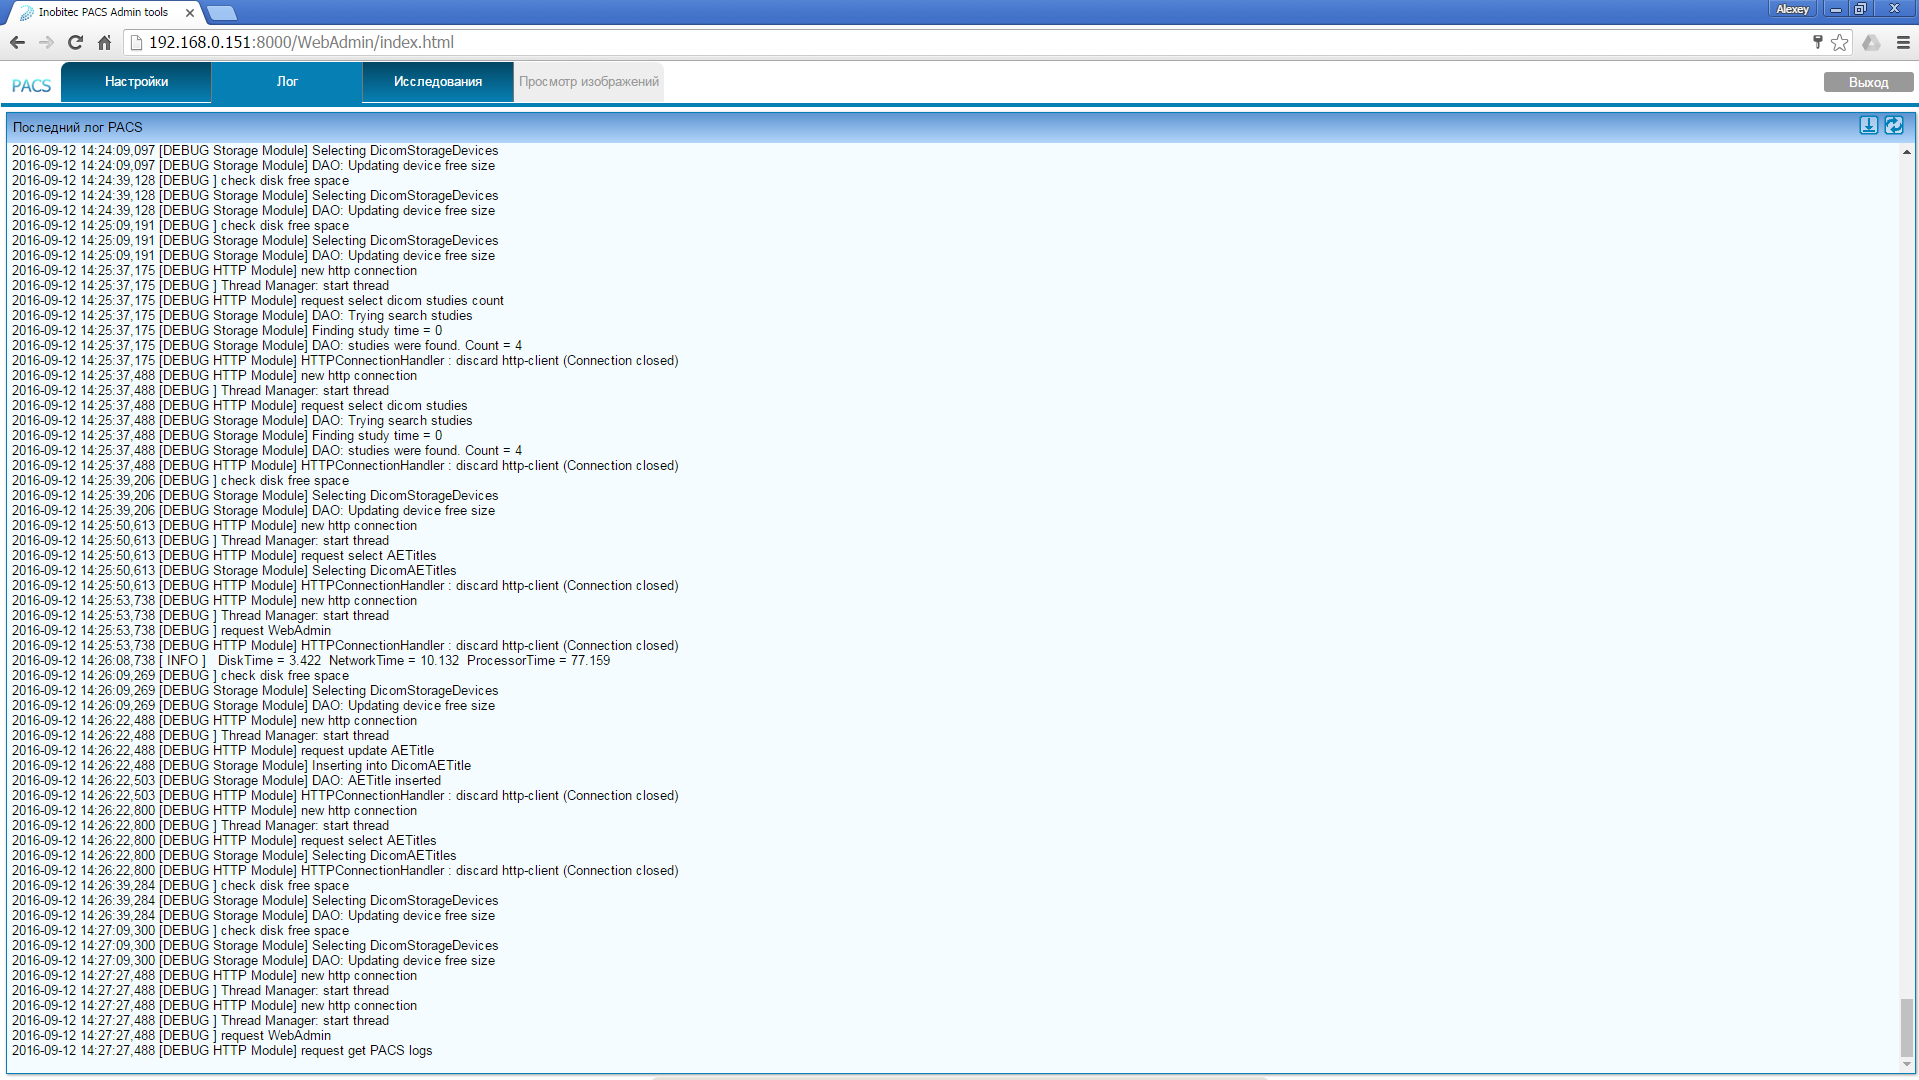 Inobitec PACS Admin tools
Alexey
192.168.0.151:8000/WebAdmin/index.html
PACS
Настройки
Лог
Исследования
Просмотр изображений
Выход
Последний лог PACS
2016-09-12 14:24:09,097 [DEBUG Storage Module] Selecting DicomStorageDevices
2016-09-12 14:24:09,097 [DEBUG Storage Module] DAO: Updating device free size
2016-09-12 14:24:39,128 [DEBUG ] check disk free space
2016-09-12 14:24:39,128 [DEBUG Storage Module] Selecting DicomStorageDevices
2016-09-12 14:24:39,128 [DEBUG Storage Module] DAO: Updating device free size
2016-09-12 14:25:09,191 [DEBUG ] check disk free space
2016-09-12 14:25:09,191 [DEBUG Storage Module] Selecting DicomStorageDevices
2016-09-12 14:25:09,191 [DEBUG Storage Module] DAO: Updating device free size
2016-09-12 14:25:37,175 [DEBUG HTTP Module] new http connection
2016-09-12 14:25:37,175 [DEBUG ] Thread Manager: start thread
2016-09-12 14:25:37,175 [DEBUG HTTP Module] request select dicom studies count
2016-09-12 14:25:37,175 [DEBUG Storage Module] DAO: Trying search studies
2016-09-12 14:25:37,175 [DEBUG Storage Module] Finding study time = 0
2016-09-12 14:25:37,175 [DEBUG Storage Module] DAO: studies were found. Count = 4
2016-09-12 14:25:37,175 [DEBUG HTTP Module] HTTPConnectionHandler : discard http-client (Connection closed)
2016-09-12 14:25:37,488 [DEBUG HTTP Module] new http connection
2016-09-12 14:25:37,488 [DEBUG ] Thread Manager: start thread
2016-09-12 14:25:37,488 [DEBUG HTTP Module] request select dicom studies
2016-09-12 14:25:37,488 [DEBUG Storage Module] DAO: Trying search studies
2016-09-12 14:25:37,488 [DEBUG Storage Module] Finding study time = 0
2016-09-12 14:25:37,488 [DEBUG Storage Module] DAO: studies were found. Count = 4
2016-09-12 14:25:37,488 [DEBUG HTTP Module] HTTPConnectionHandler : discard http-client (Connection closed)
2016-09-12 14:25:39,206 [DEBUG ] check disk free space
2016-09-12 14:25:39,206 [DEBUG Storage Module] Selecting DicomStorageDevices
2016-09-12 14:25:39,206 [DEBUG Storage Module] DAO: Updating device free size
2016-09-12 14:25:50,613 [DEBUG HTTP Module] new http connection
2016-09-12 14:25:50,613 [DEBUG ] Thread Manager: start thread
2016-09-12 14:25:50,613 [DEBUG HTTP Module] request select AETitles
2016-09-12 14:25:50,613 [DEBUG Storage Module] Selecting DicomAETitles
2016-09-12 14:25:50,613 [DEBUG HTTP Module] HTTPConnectionHandler : discard http-client (Connection closed)
2016-09-12 14:25:53,738 [DEBUG HTTP Module] new http connection
2016-09-12 14:25:53,738 [DEBUG ] Thread Manager: start thread
2016-09-12 14:25:53,738 [DEBUG ] request WebAdmin
2016-09-12 14:25:53,738 [DEBUG HTTP Module] HTTPConnectionHandler : discard http-client (Connection closed)
2016-09-12 14:26:08,738 [ INFO ] DiskTime = 3.422 NetworkTime = 10.132 ProcessorTime = 77.159
2016-09-12 14:26:09,269 [DEBUG ] check disk free space
2016-09-12 14:26:09,269 [DEBUG Storage Module] Selecting DicomStorageDevices
2016-09-12 14:26:09,269 [DEBUG Storage Module] DAO: Updating device free size
2016-09-12 14:26:22,488 [DEBUG HTTP Module] new http connection
2016-09-12 14:26:22,488 [DEBUG ] Thread Manager: start thread
2016-09-12 14:26:22,488 [DEBUG HTTP Module] request update AETitle
2016-09-12 14:26:22,488 [DEBUG Storage Module] Inserting into DicomAETitle
2016-09-12 14:26:22,503 [DEBUG Storage Module] DAO: AETitle inserted
2016-09-12 14:26:22,503 [DEBUG HTTP Module] HTTPConnectionHandler : discard http-client (Connection closed)
2016-09-12 14:26:22,800 [DEBUG HTTP Module] new http connection
2016-09-12 14:26:22,800 [DEBUG ] Thread Manager: start thread
2016-09-12 14:26:22,800 [DEBUG HTTP Module] request select AETitles
2016-09-12 14:26:22,800 [DEBUG Storage Module] Selecting DicomAETitles
2016-09-12 14:26:22,800 [DEBUG HTTP Module] HTTPConnectionHandler : discard http-client (Connection closed)
2016-09-12 14:26:39,284 [DEBUG ] check disk free space
2016-09-12 14:26:39,284 [DEBUG Storage Module] Selecting DicomStorageDevices
2016-09-12 14:26:39,284 [DEBUG Storage Module] DAO: Updating device free size
2016-09-12 14:27:09,300 [DEBUG ] check disk free space
2016-09-12 14:27:09,300 [DEBUG Storage Module] Selecting DicomStorageDevices
2016-09-12 14:27:09,300 [DEBUG Storage Module] DAO: Updating device free size
2016-09-12 14:27:27,488 [DEBUG HTTP Module] new http connection
2016-09-12 14:27:27,488 [DEBUG ] Thread Manager: start thread
2016-09-12 14:27:27,488 [DEBUG HTTP Module] new http connection
2016-09-12 14:27:27,488 [DEBUG ] Thread Manager: start thread
2016-09-12 14:27:27,488 [DEBUG ] request WebAdmin
2016-09-12 14:27:27,488 [DEBUG HTTP Module] request get PACS logs